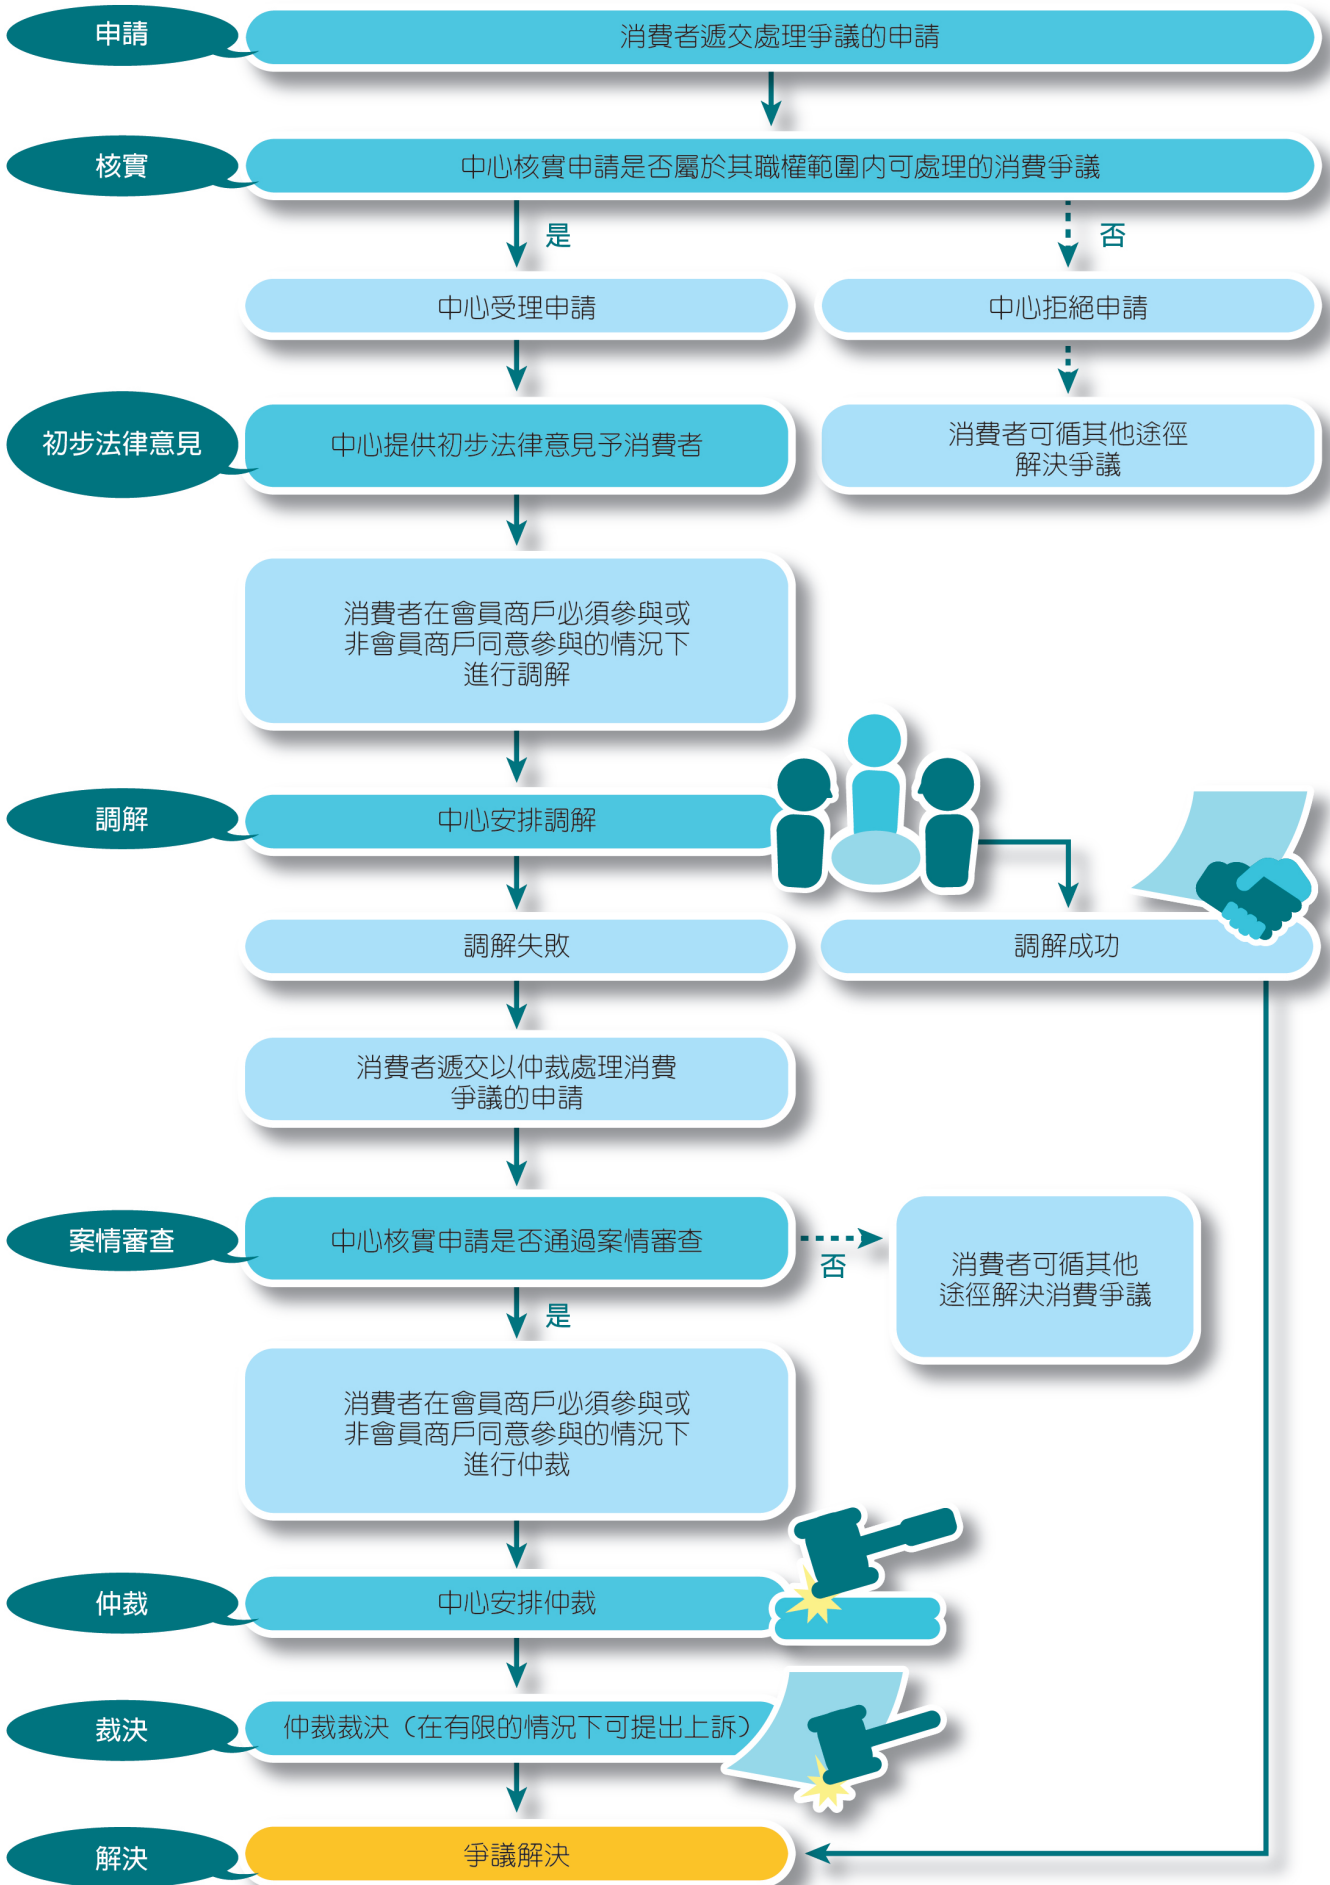 申請
消費者遞交處理爭議的申請
核實
中心核實申請是否屬於其職權範圍內可處理的消費爭議
是
否
中心受理申請
中心拒絕申請
初步法律意見
中心提供初步法律意見予消費者
消費者可循其他途徑
解決爭議
消費者在會員商戶必須參與或
非會員商戶同意參與的情況下
進行調解
調解
中心安排調解
調解失敗
調解成功
消費者遞交以仲裁處理消費
爭議的申請
案情審查
中心核實申請是否通過案情審查
否
消費者可循其他
途徑解決消費爭議
是
消費者在會員商戶必須參與或
非會員商戶同意參與的情況下
進行仲裁
仲裁
中心安排仲裁
裁決
仲裁裁決（在有限的情況下可提出上訴）
解決
爭議解決